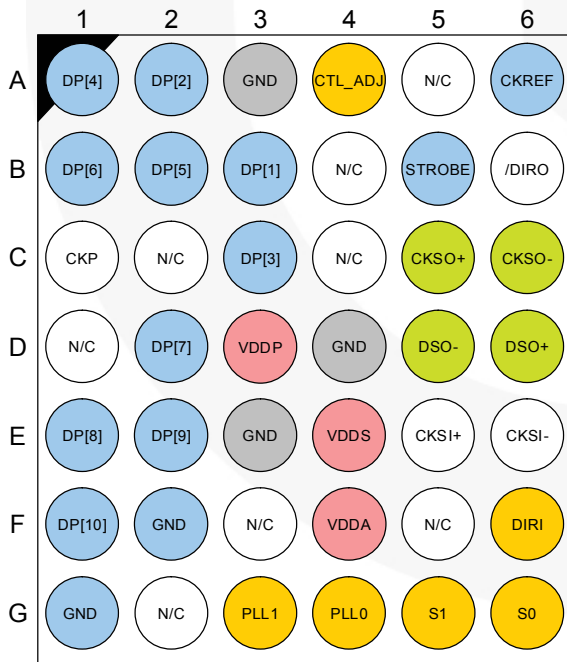 1 2 3 4 5 6
A DP[4] DP[2] GND CTL_ADJ N/C CKREF
B DP[6] DP[5] DP[1] N/C STROBE /DIRO
C CKP N/C DP[3] N/C CKSO+ CKSO-
D N/C DP[7] VDDP GND DSO- DSO+
E DP[8] DP[9] GND VDDS CKSI+ CKSI-
F DP[10] GND N/C VDDA N/C DIRI
G GND N/C PLL1 PLL0 S1 S0